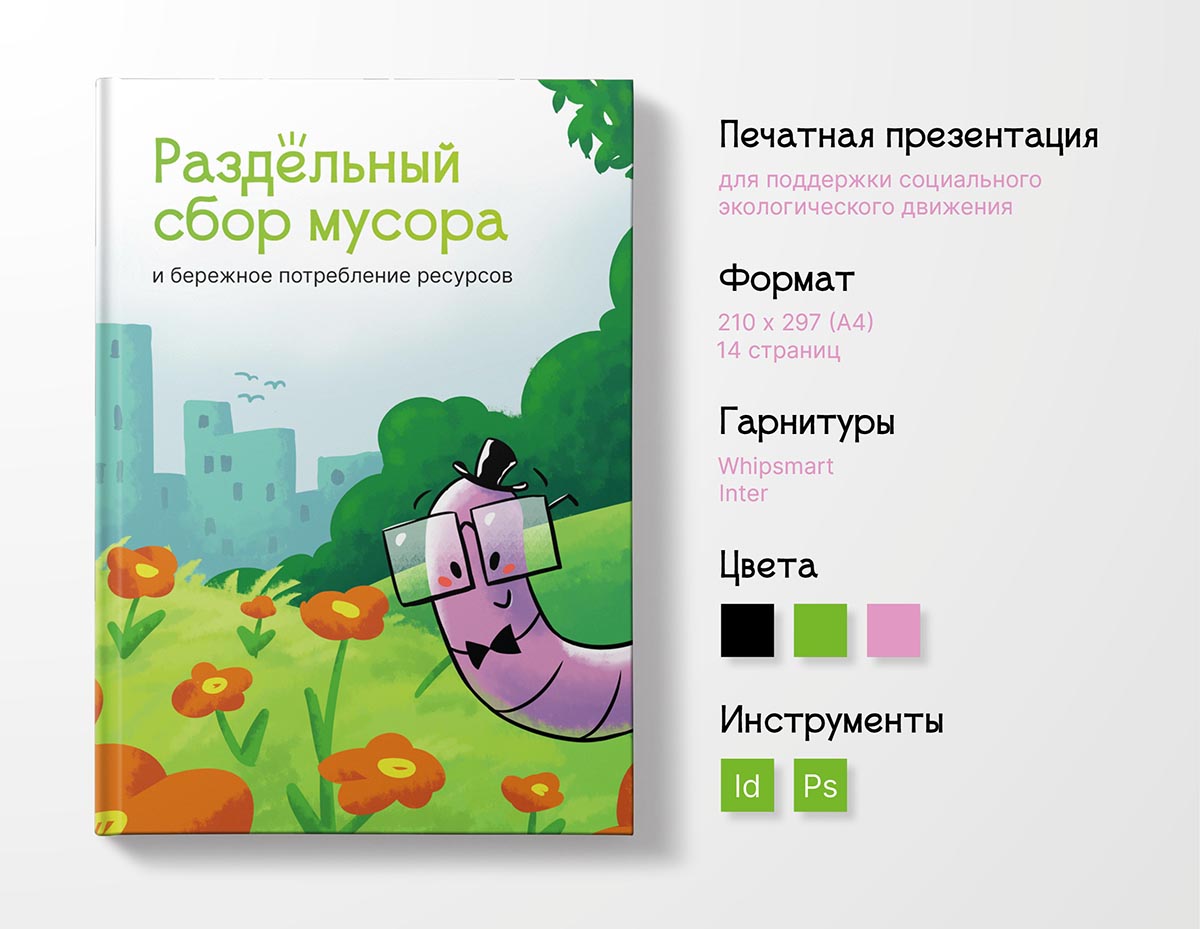 Раздельный
сбор мусора
и бережное потребление ресурсов
Печатная презентация
для поддержки социального
экологического движения
Формат
210 x 297 (А4)
14 страниц
Гарнитуры
Whipsmart
Inter
Цвета
Инструменты
Id
Ps